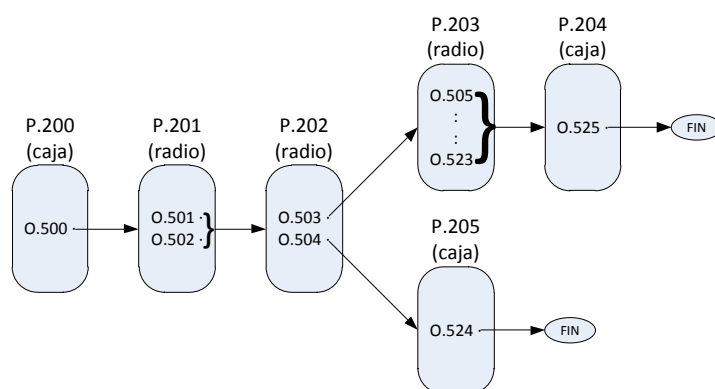 P.203
(radio)
P.204
(caja)
O.505
:
:
O.523
O.525
FIN
P.200
(caja)
P.201
(radio)
P.202
(radio)
O.500
O.501
O.502
O.503
O.504
P.205
(caja)
O.524
FIN